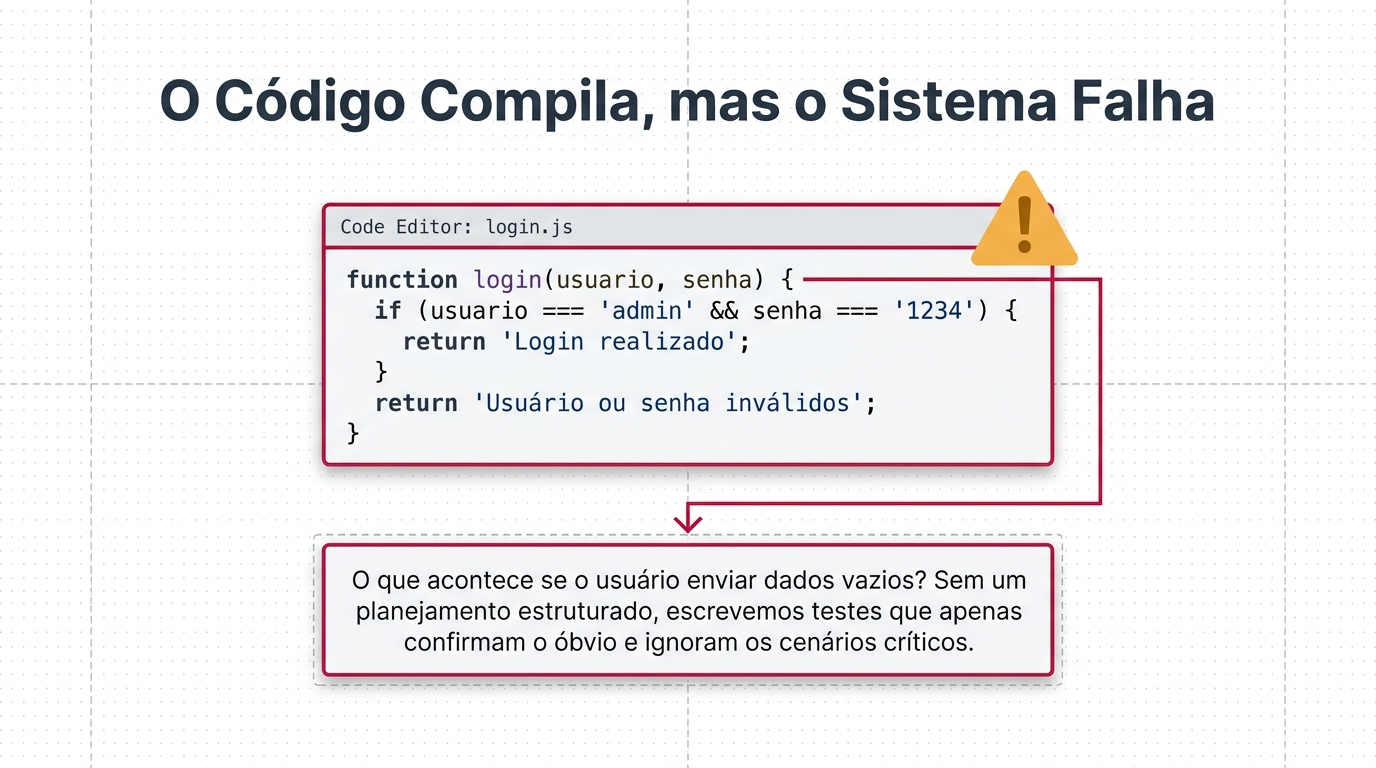 O Código Compila, mas o Sistema Falha
Code Editor: login.js
function login(usuario, senha) {
  if (usuario === 'admin' && senha === '1234') {
    return 'Login realizado';
  }
  return 'Usuário ou senha inválidos';
}
O que acontece se o usuário enviar dados vazios? Sem um
planejamento estruturado, escrevemos testes que apenas
confirmam o óbvio e ignoram os cenários críticos.